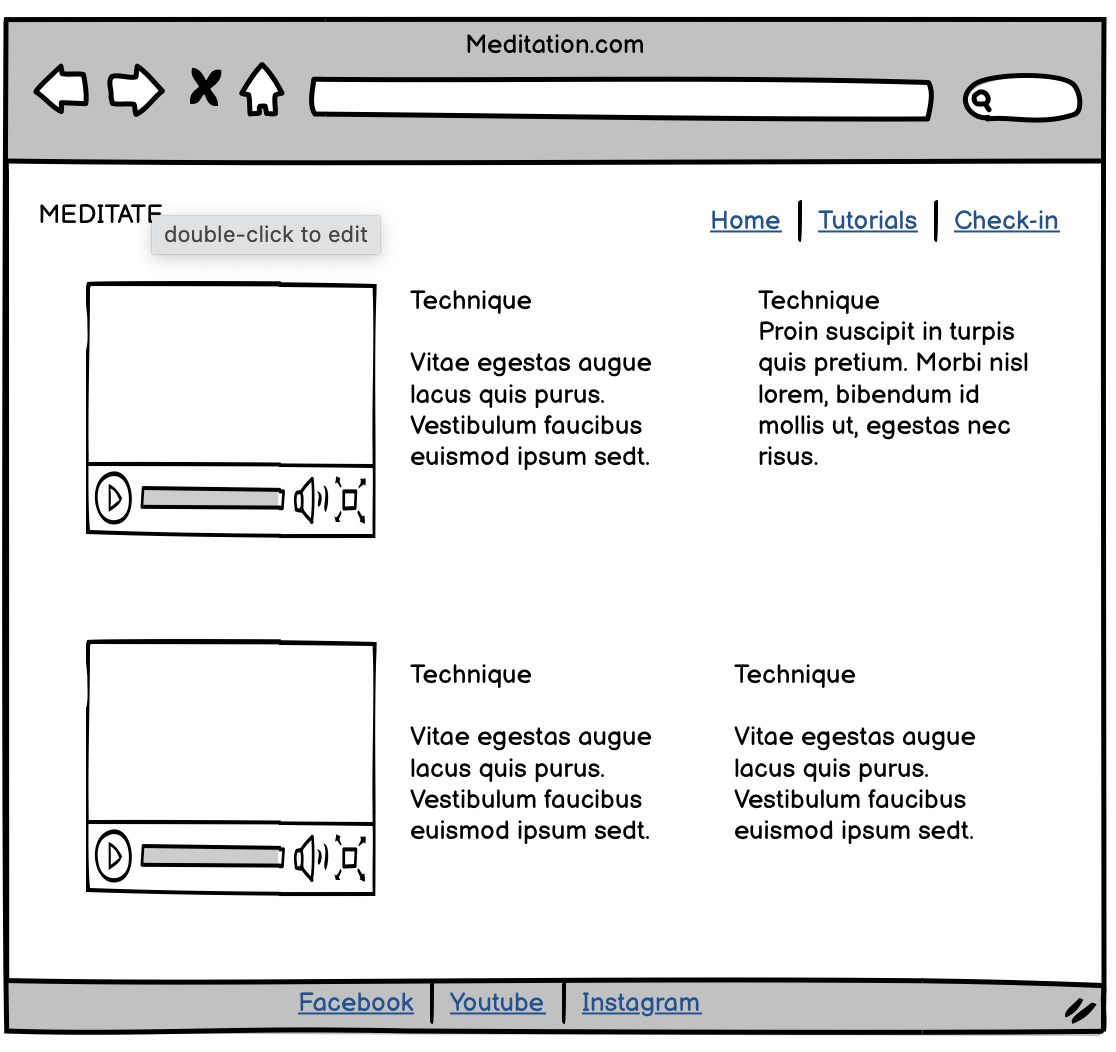 Meditation.com
MEDITATE
double-click to edit
Home
Tutorials
Check-in
Technique
Vitae egestas augue
lacus quis purus.
Vestibulum faucibus
euismod ipsum sedt.
Technique
Proin suscipit in turpis
quis pretium. Morbi nisl
lorem, bibendum id
mollis ut, egestas nec
risus.
Technique
Vitae egestas augue
lacus quis purus.
Vestibulum faucibus
euismod ipsum sedt.
Technique
Vitae egestas augue
lacus quis purus.
Vestibulum faucibus
euismod ipsum sedt.
Facebook
Youtube
Instagram